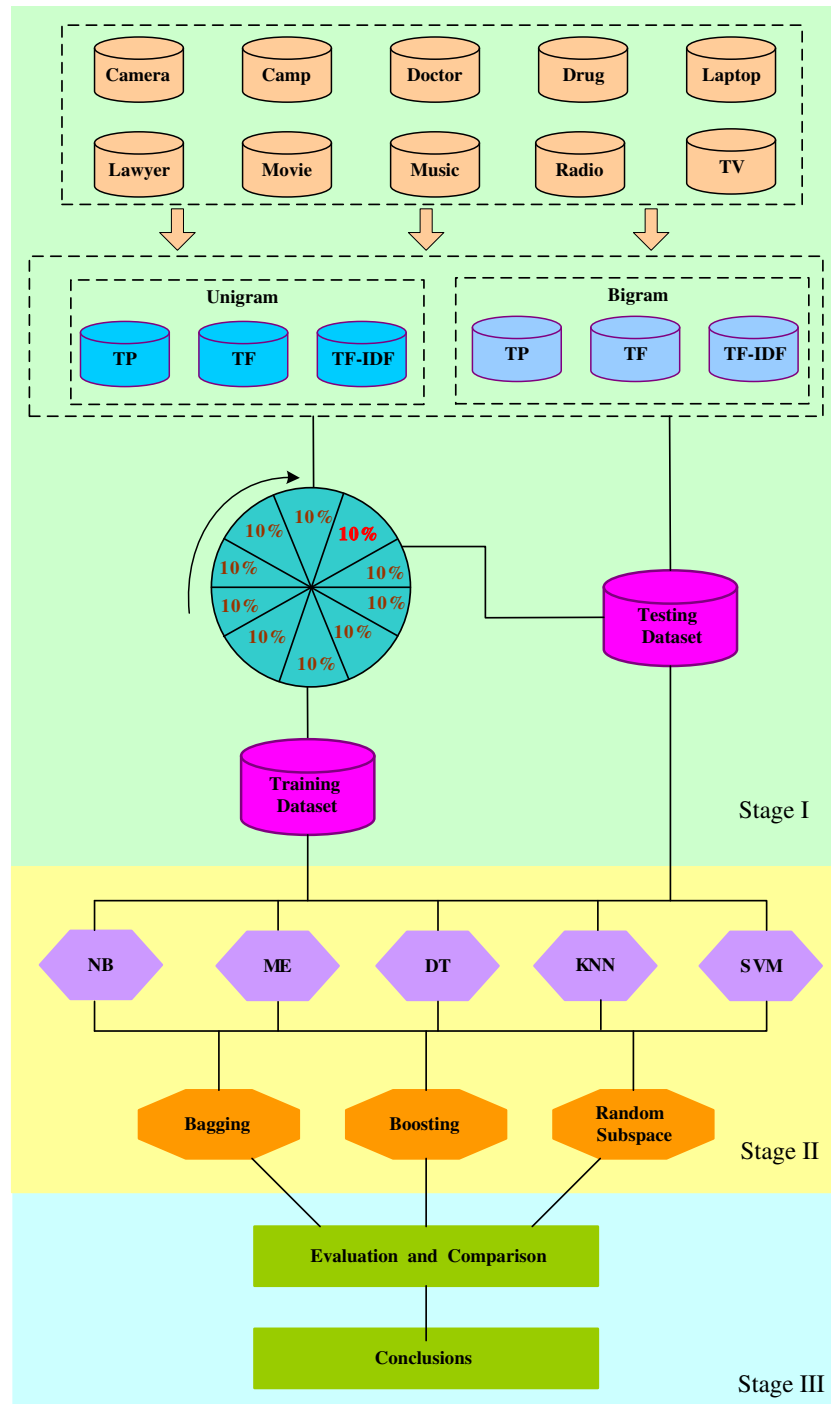 Camera
Camp
Doctor
Drug
Laptop
Lawyer
Movie
Music
Radio
TV
Unigram
TP
TF
TF-IDF
Bigram
TP
TF
TF-IDF
10%
10%
10%
10%
10%
10%
10%
10%
10%
10%
Testing
Dataset
Training
Dataset
Stage I
NB
ME
DT
KNN
SVM
Bagging
Boosting
Random
Subspace
Stage II
Evaluation and Comparison
Conclusions
Stage III